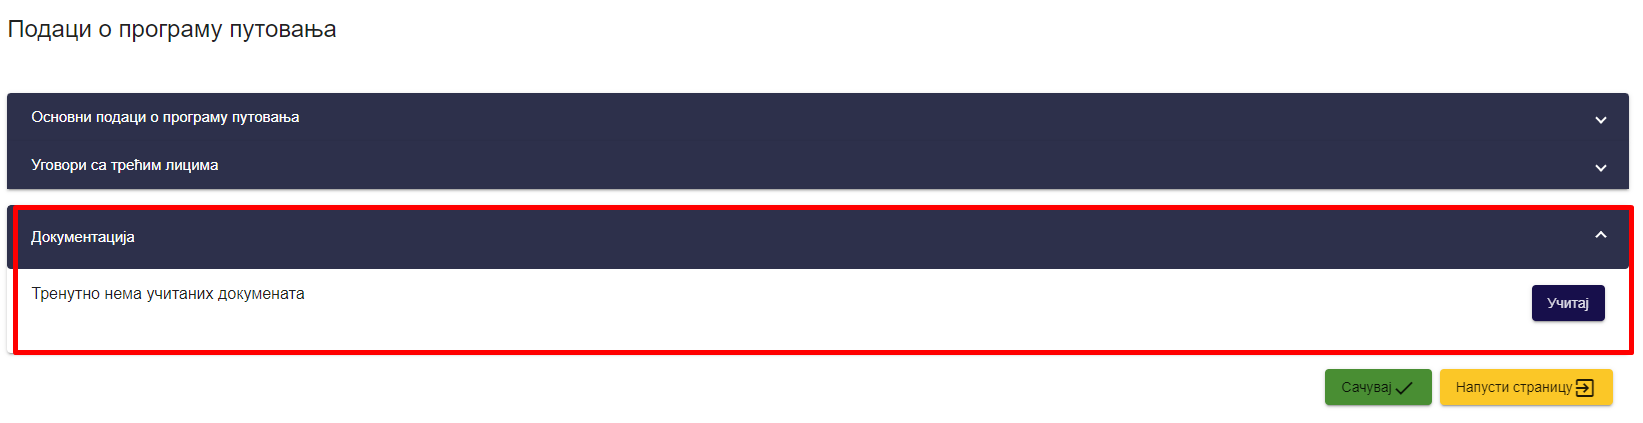 Подаци о програму путовања
Основни подаци о програму путовања
Уговори са трећим лицима
Документација
Тренутно нема учитаних докумената
Учитај
Сачувај
Напусти страницу